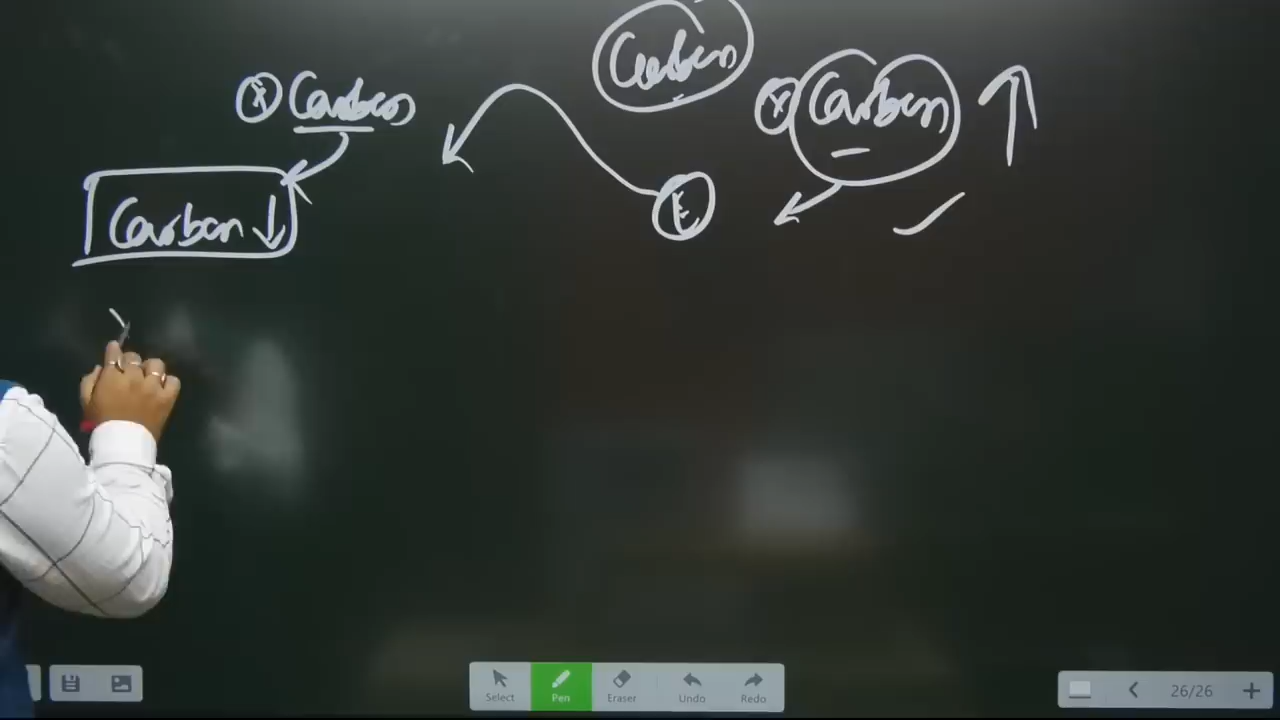 Carbon
* Carbon
* Carbon ↑
E
Carbon ↓
Select
Pen
Eraser
Undo
Redo
26/26